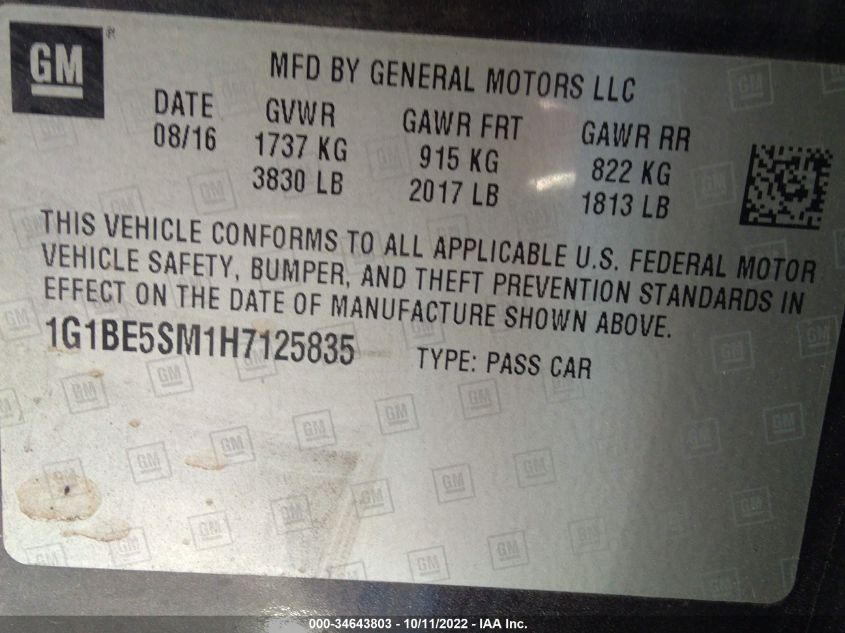 GM ®
MFD BY GENERAL MOTORS LLC
DATE GVWR GAWR FRT GAWR RR
08/16 1737 KG 915 KG 822 KG
3830 LB 2017 LB 1813 LB
THIS VEHICLE CONFORMS TO ALL APPLICABLE U.S. FEDERAL MOTOR
VEHICLE SAFETY, BUMPER, AND THEFT PREVENTION STANDARDS IN
EFFECT ON THE DATE OF MANUFACTURE SHOWN ABOVE.
1G1BE5SM1H7125835 TYPE: PASS CAR
000-34643803 - 10/11/2022 - IAA Inc.